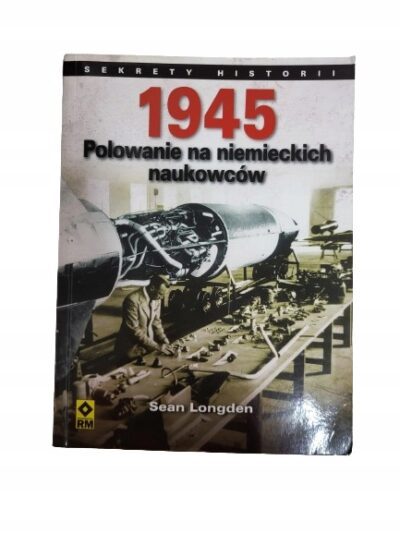 SEKRETY HISTORII
1945
Polowanie na niemieckich
naukowców
Sean Longden
RM